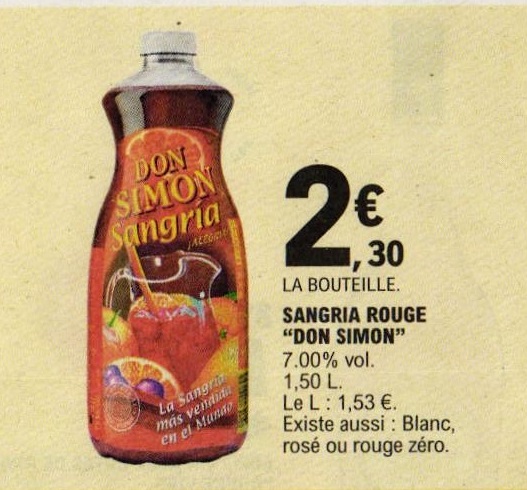 DON
SIMON
Sangría
La Sangría
más vendida
en el Mundo
2€
,30
LA BOUTEILLE.
SANGRIA ROUGE
“DON SIMON”
7.00% vol.
1,50 L.
Le L : 1,53 €.
Existe aussi : Blanc,
rosé ou rouge zéro.